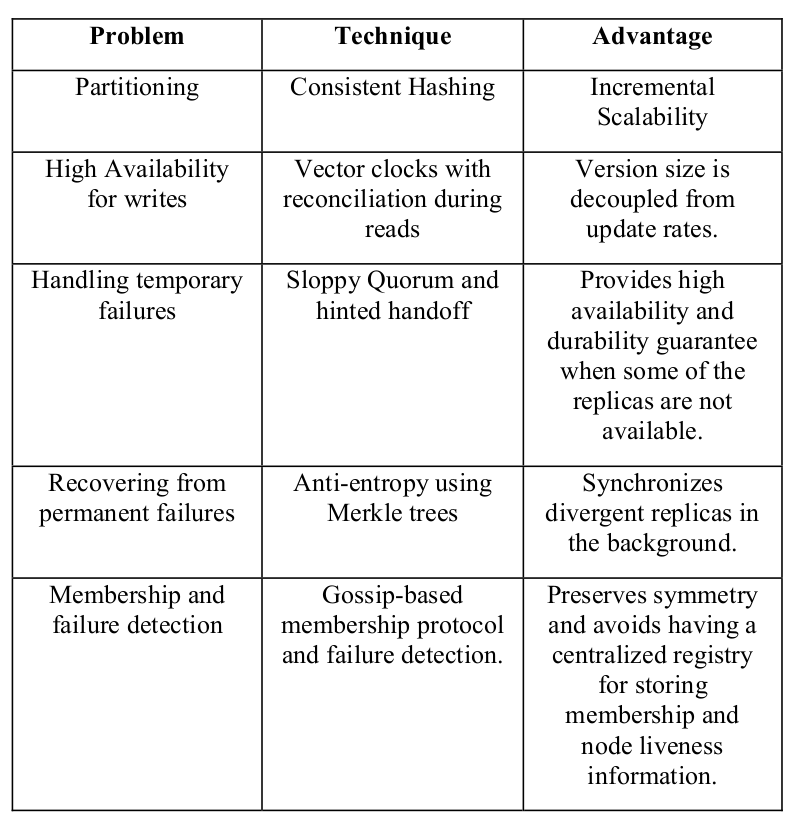 Problem
Technique
Advantage
Partitioning
Consistent Hashing
Incremental
Scalability
High Availability
for writes
Vector clocks with
reconciliation during
reads
Version size is
decoupled from
update rates.
Handling temporary
failures
Sloppy Quorum and
hinted handoff
Provides high
availability and
durability guarantee
when some of the
replicas are not
available.
Recovering from
permanent failures
Anti-entropy using
Merkle trees
Synchronizes
divergent replicas in
the background.
Membership and
failure detection
Gossip-based
membership protocol
and failure detection.
Preserves symmetry
and avoids having a
centralized registry
for storing
membership and
node liveness
information.